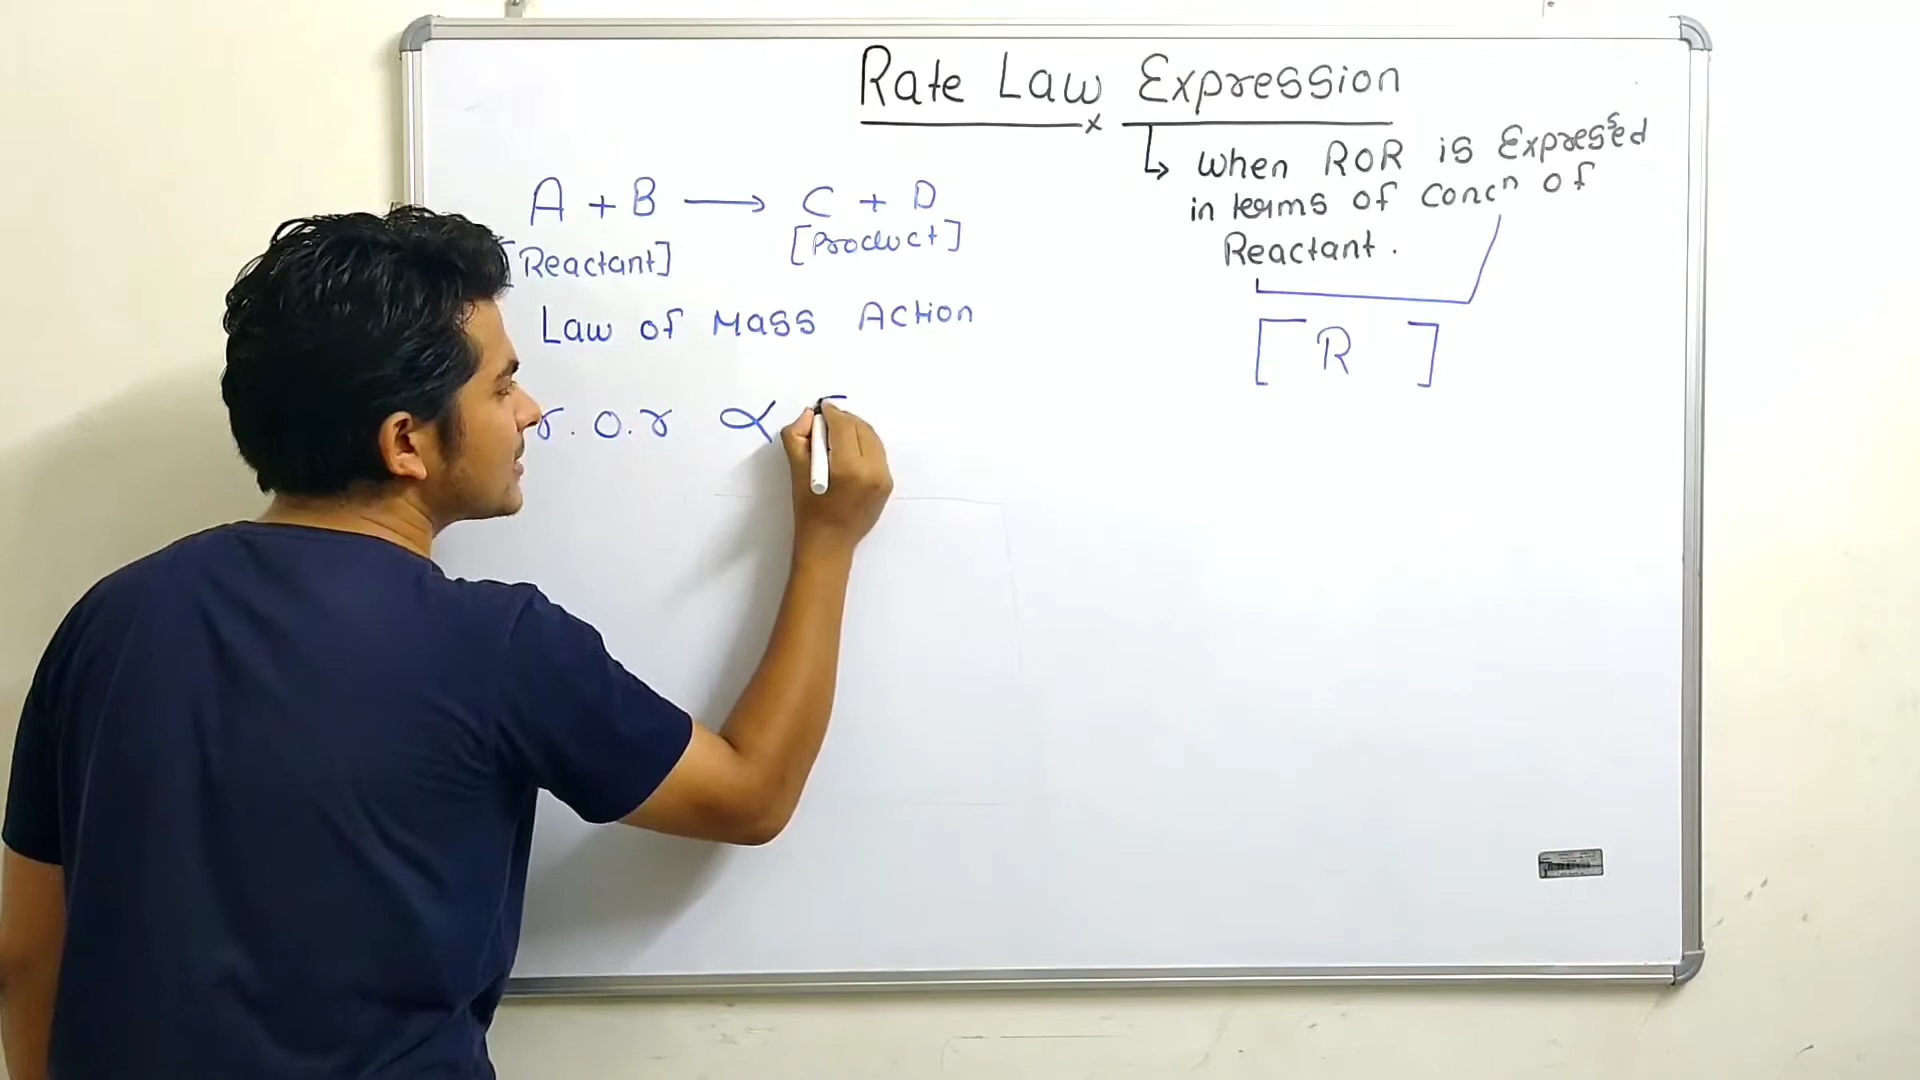 Rate Law Expression
↳ When ROR is Expressed
in terms of Concⁿ of
Reactant.
[ R ]
A + B ⟶ C + D
[Reactant] [Product]
Law of Mass Action
r.o.r ∝ [